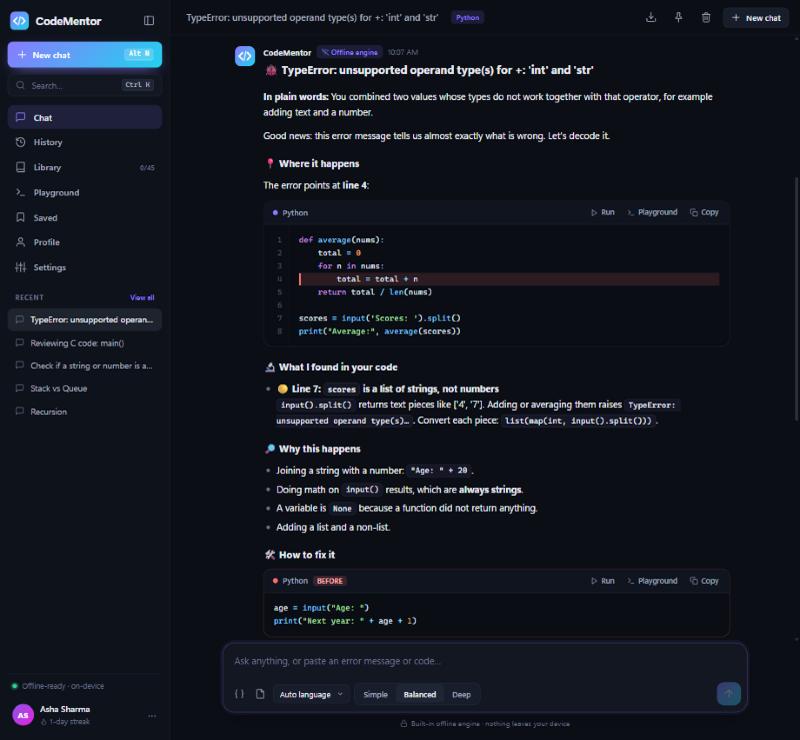 CodeMentor
New chat Alt N
Search... Ctrl K
Chat
History
Library 0/45
Playground
Saved
Profile
Settings
RECENT View all
TypeError: unsupported operan...
Reviewing C code: main()
Check if a string or number is a...
Stack vs Queue
Recursion
Offline-ready · on-device
AS Asha Sharma
1-day streak
TypeError: unsupported operand type(s) for +: 'int' and 'str' Python
New chat
CodeMentor Offline engine 10:07 AM
TypeError: unsupported operand type(s) for +: 'int' and 'str'
In plain words: You combined two values whose types do not work together with that operator, for example
adding text and a number.
Good news: this error message tells us almost exactly what is wrong. Let's decode it.
Where it happens
The error points at line 4:
Python Run Playground Copy
1 def average(nums):
2 total = 0
3 for n in nums:
4 total = total + n
5 return total / len(nums)
6
7 scores = input('Scores: ').split()
8 print("Average:", average(scores))
What I found in your code
Line 7: scores is a list of strings, not numbers
input().split() returns text pieces like ['4', '7']. Adding or averaging them raises TypeError:
unsupported operand type(s)… . Convert each piece: list(map(int, input().split())) .
Why this happens
Joining a string with a number: "Age: " + 20 .
Doing math on input() results, which are always strings.
A variable is None because a function did not return anything.
Adding a list and a non-list.
How to fix it
Python BEFORE Run Playground Copy
age = input("Age: ")
print("Next year: " + age + 1)
Ask anything, or paste an error message or code...
Auto language Simple Balanced Deep
Built-in offline engine · nothing leaves your device